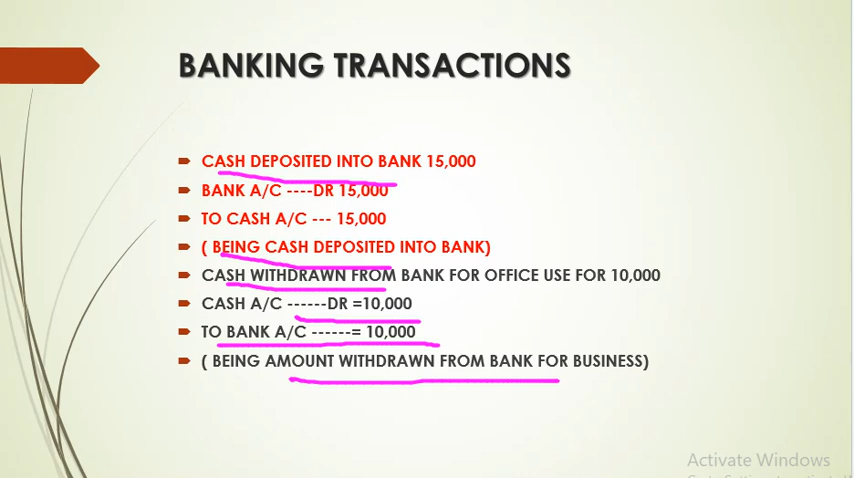 BANKING TRANSACTIONS
CASH DEPOSITED INTO BANK 15,000
BANK A/C ----DR 15,000
TO CASH A/C --- 15,000
( BEING CASH DEPOSITED INTO BANK)
CASH WITHDRAWN FROM BANK FOR OFFICE USE FOR 10,000
CASH A/C ------DR =10,000
TO BANK A/C ------= 10,000
( BEING AMOUNT WITHDRAWN FROM BANK FOR BUSINESS)
Activate Windows